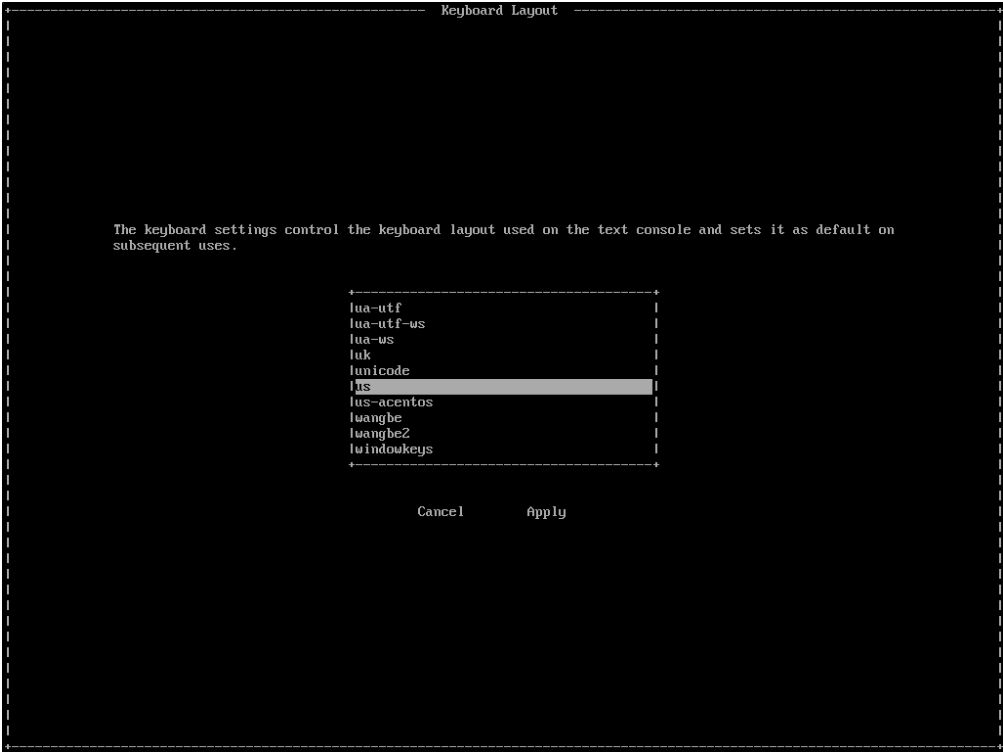 Keyboard Layout
The keyboard settings control the keyboard layout used on the text console and sets it as default on
subsequent uses.
ua-utf
ua-utf-ws
ua-ws
uk
unicode
us
us-acentos
wangbe
wangbe2
windowkeys
Cancel Apply